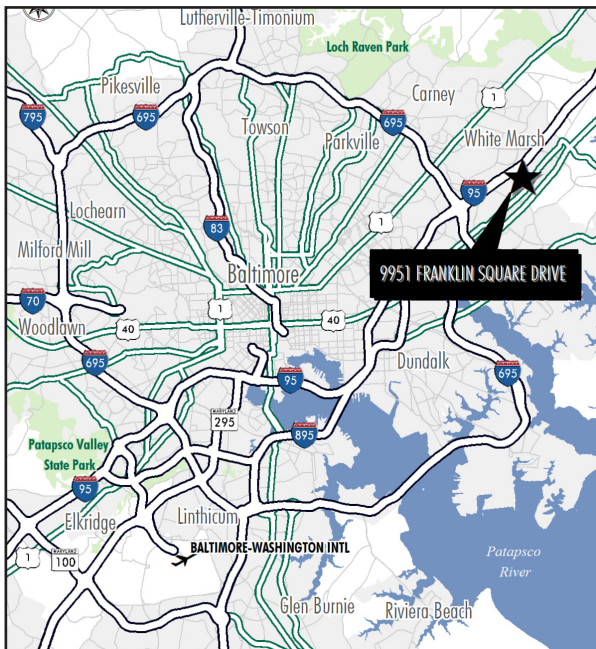 Lutherville-Timonium
Loch Raven Park
Pikesville
Carney
1
795
695
Towson
Parkville
695
White Marsh
95
Lochearn
83
1
Milford Mill
Baltimore
9951 FRANKLIN SQUARE DRIVE
70
1
Woodlawn
40
40
Dundalk
695
95
695
MARYLAND
295
895
Patapsco Valley
State Park
95
Elkridge
Linthicum
1
MARYLAND
100
BALTIMORE-WASHINGTON INTL
Patapsco
River
Glen Burnie
Riviera Beach